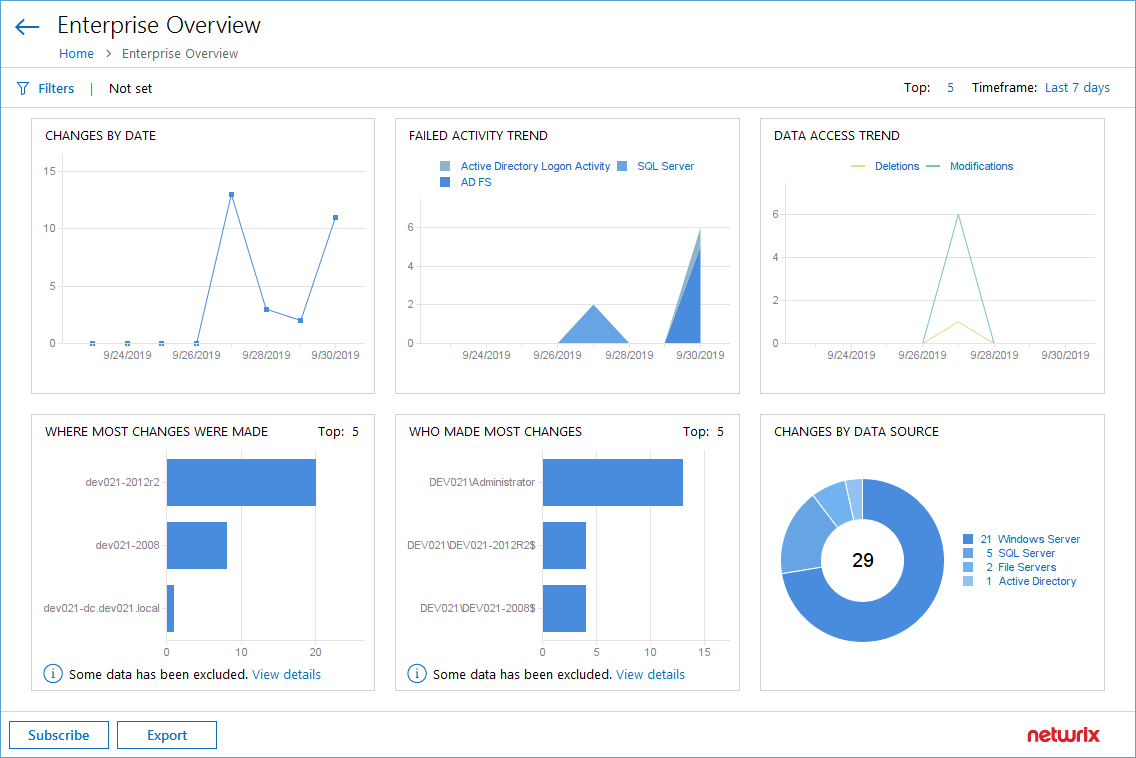 Enterprise Overview
Home > Enterprise Overview
Filters | Not set
Top: 5 Timeframe: Last 7 days
CHANGES BY DATE
15
10
5
0
9/24/2019 9/26/2019 9/28/2019 9/30/2019
FAILED ACTIVITY TREND
Active Directory Logon Activity SQL Server
AD FS
6
4
2
0
9/24/2019 9/26/2019 9/28/2019 9/30/2019
DATA ACCESS TREND
Deletions Modifications
6
4
2
0
9/24/2019 9/26/2019 9/28/2019 9/30/2019
WHERE MOST CHANGES WERE MADE Top: 5
dev021-2012r2
dev021-2008
dev021-dc.dev021.local
0 10 20
Some data has been excluded. View details
WHO MADE MOST CHANGES Top: 5
DEV021\Administrator
DEV021\DEV021-2012R2$
DEV021\DEV021-2008$
0 5 10 15
Some data has been excluded. View details
CHANGES BY DATA SOURCE
29
21 Windows Server
5 SQL Server
2 File Servers
1 Active Directory
Subscribe Export
netwrix